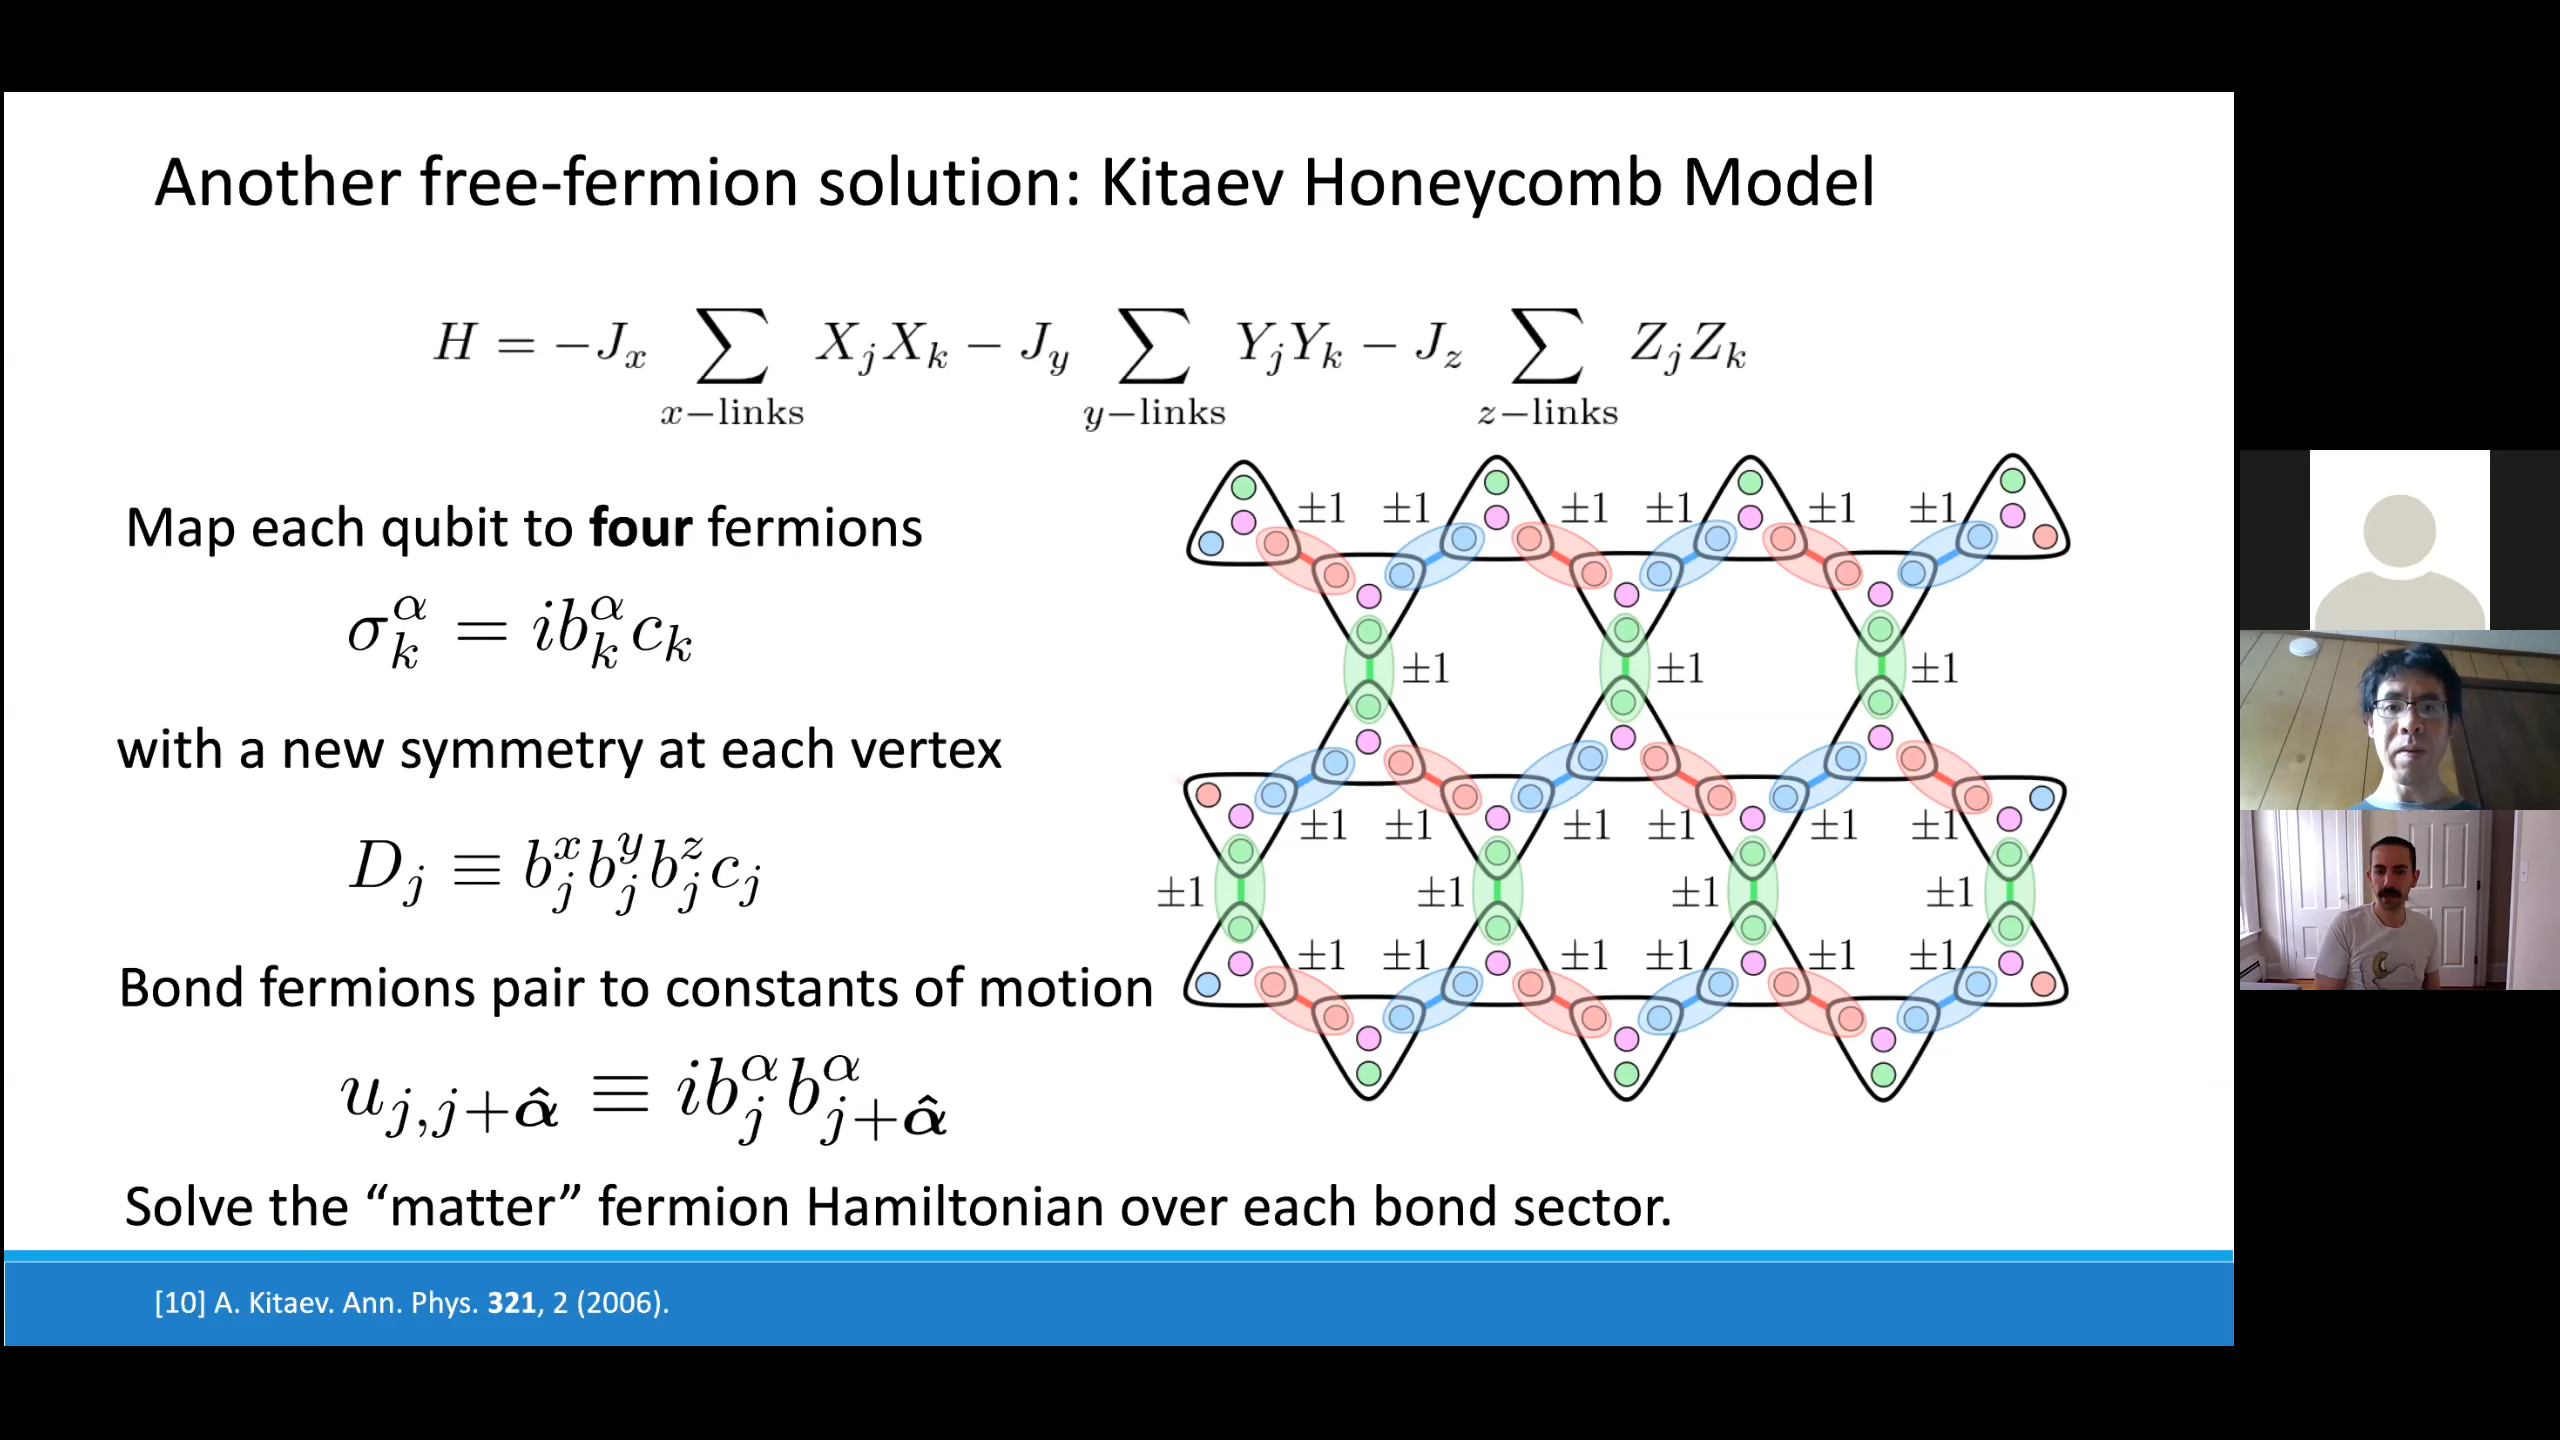 Another free-fermion solution: Kitaev Honeycomb Model
H = −J_x ∑_{x−links} X_j X_k − J_y ∑_{y−links} Y_j Y_k − J_z ∑_{z−links} Z_j Z_k
Map each qubit to four fermions
σ_k^α = i b_k^α c_k
with a new symmetry at each vertex
D_j ≡ b_j^x b_j^y b_j^z c_j
Bond fermions pair to constants of motion
u_{j,j+α̂} ≡ i b_j^α b_{j+α̂}^α
±1 ±1 ±1 ±1 ±1 ±1
±1 ±1 ±1
±1 ±1 ±1 ±1 ±1 ±1
±1 ±1 ±1 ±1
±1 ±1 ±1 ±1 ±1 ±1
Solve the “matter” fermion Hamiltonian over each bond sector.
[10] A. Kitaev. Ann. Phys. 321, 2 (2006).